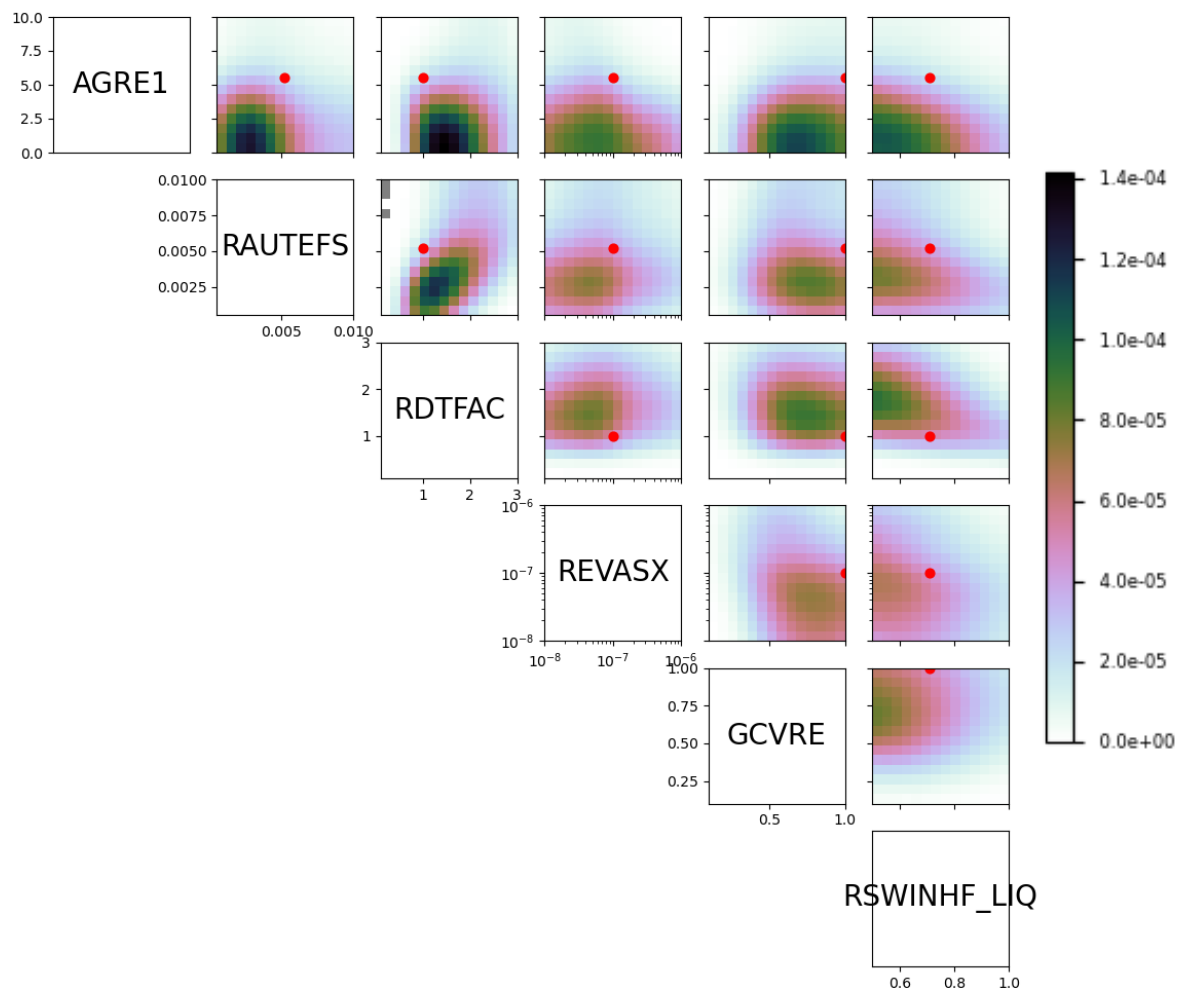 10.0
7.5
5.0
2.5
0.0
AGRE1
0.0100
0.0075
0.0050
0.0025
RAUTEFS
0.005
0.010
3
2
1
RDTFAC
1
2
3
10⁻⁶
10⁻⁷
10⁻⁸
REVASX
10⁻⁸
10⁻⁷
10⁻⁶
1.00
0.75
0.50
0.25
GCVRE
0.5
1.0
RSWINHF_LIQ
0.6
0.8
1.0
1.4e-04
1.2e-04
1.0e-04
8.0e-05
6.0e-05
4.0e-05
2.0e-05
0.0e+00